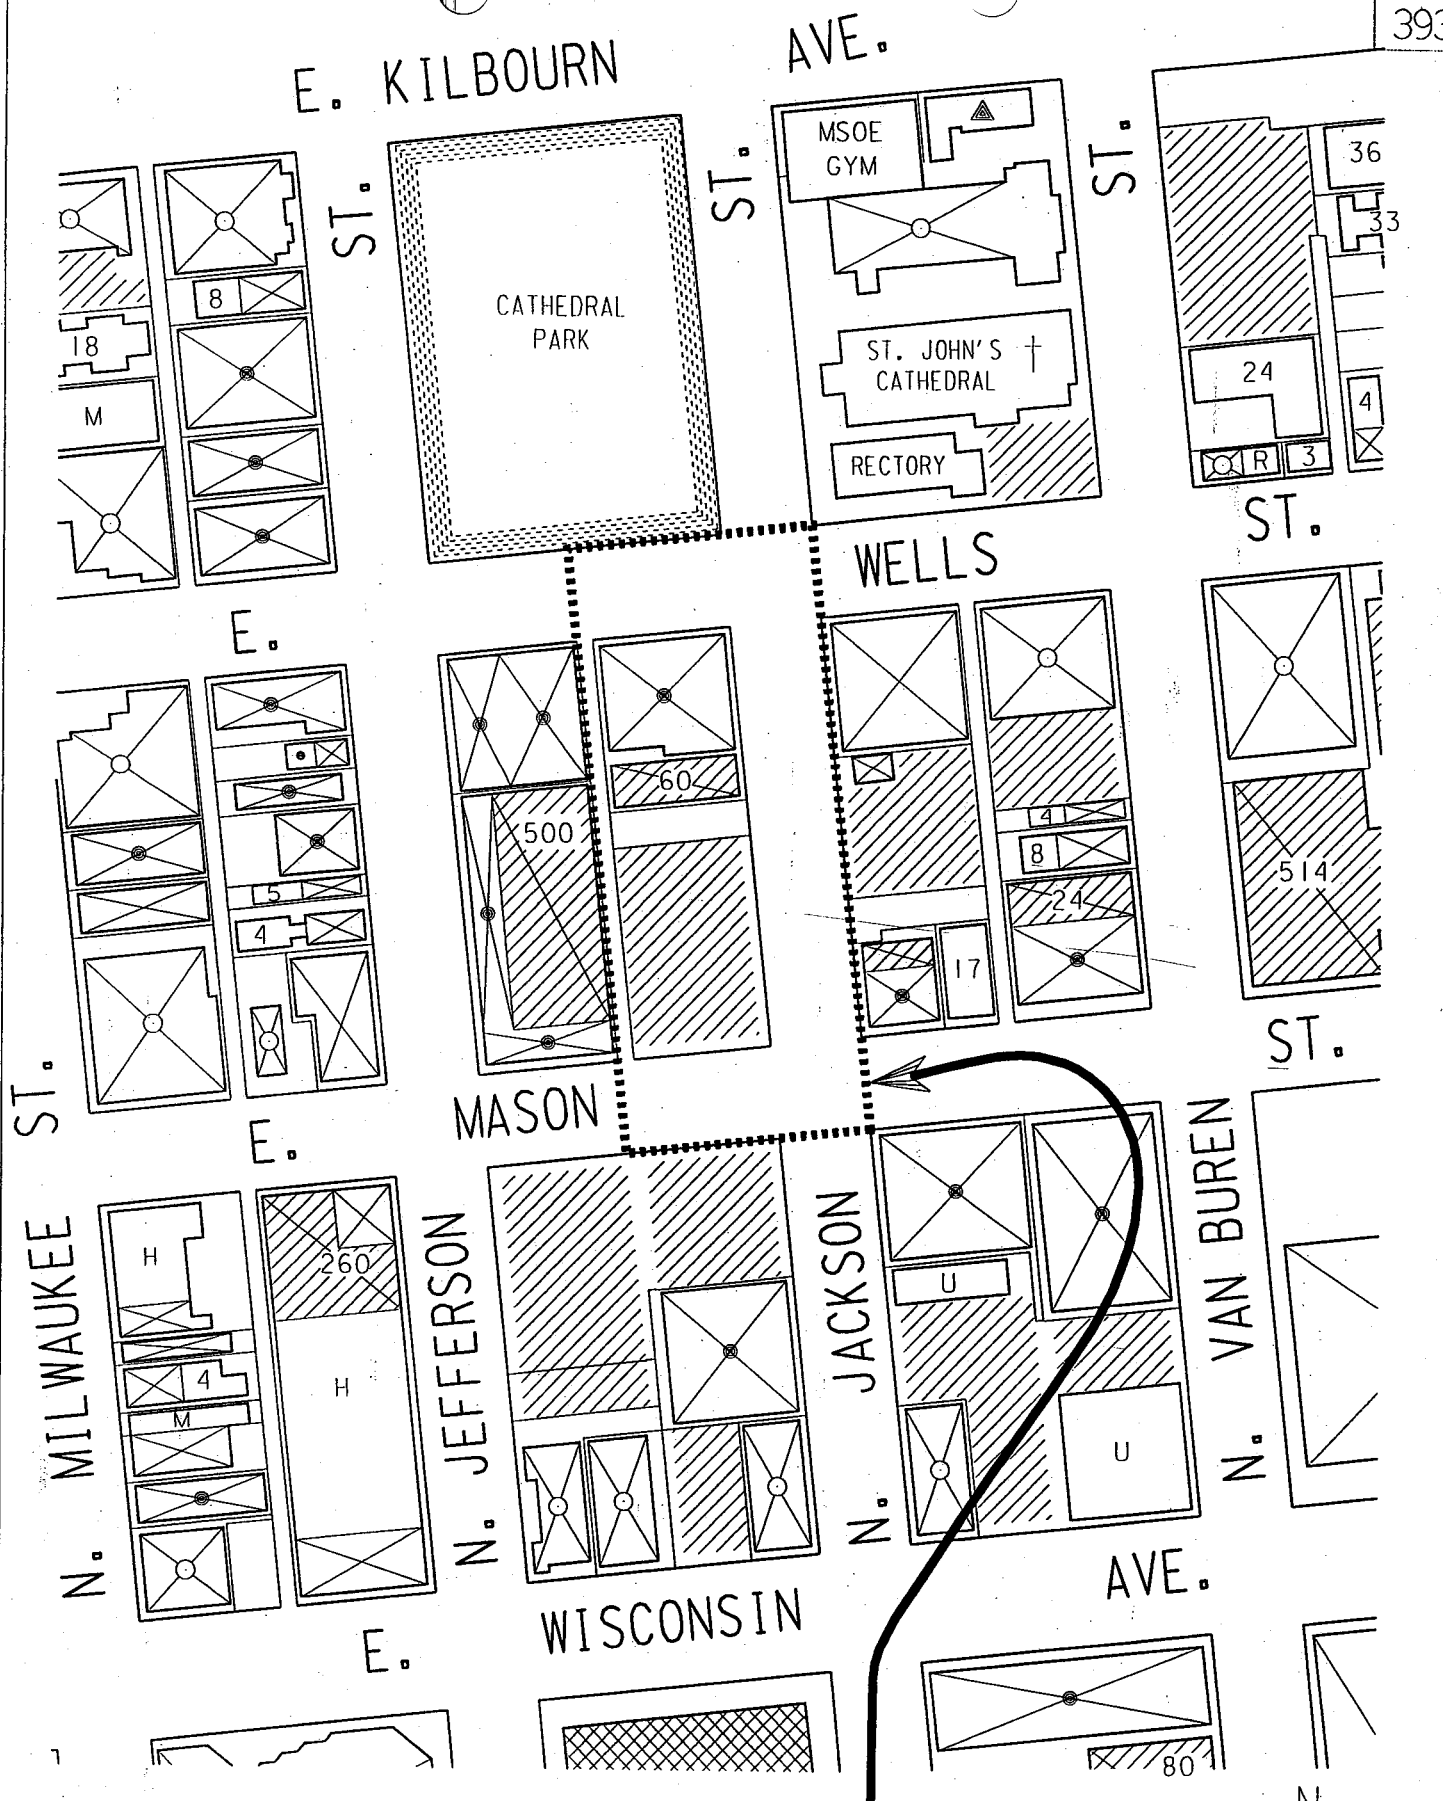 393
E. KILBOURN AVE.
MSOE
GYM
36
33
ST.
ST.
ST.
8
CATHEDRAL
PARK
18
ST. JOHN'S
CATHEDRAL
24
M
4
RECTORY
R
3
E. WELLS ST.
60
500
4
8
514
5
24
4
17
ST.
E. MASON ST.
N. MILWAUKEE
N. JEFFERSON
N. JACKSON
N. VAN BUREN
H
260
U
4
H
M
U
E. WISCONSIN AVE.
80
N